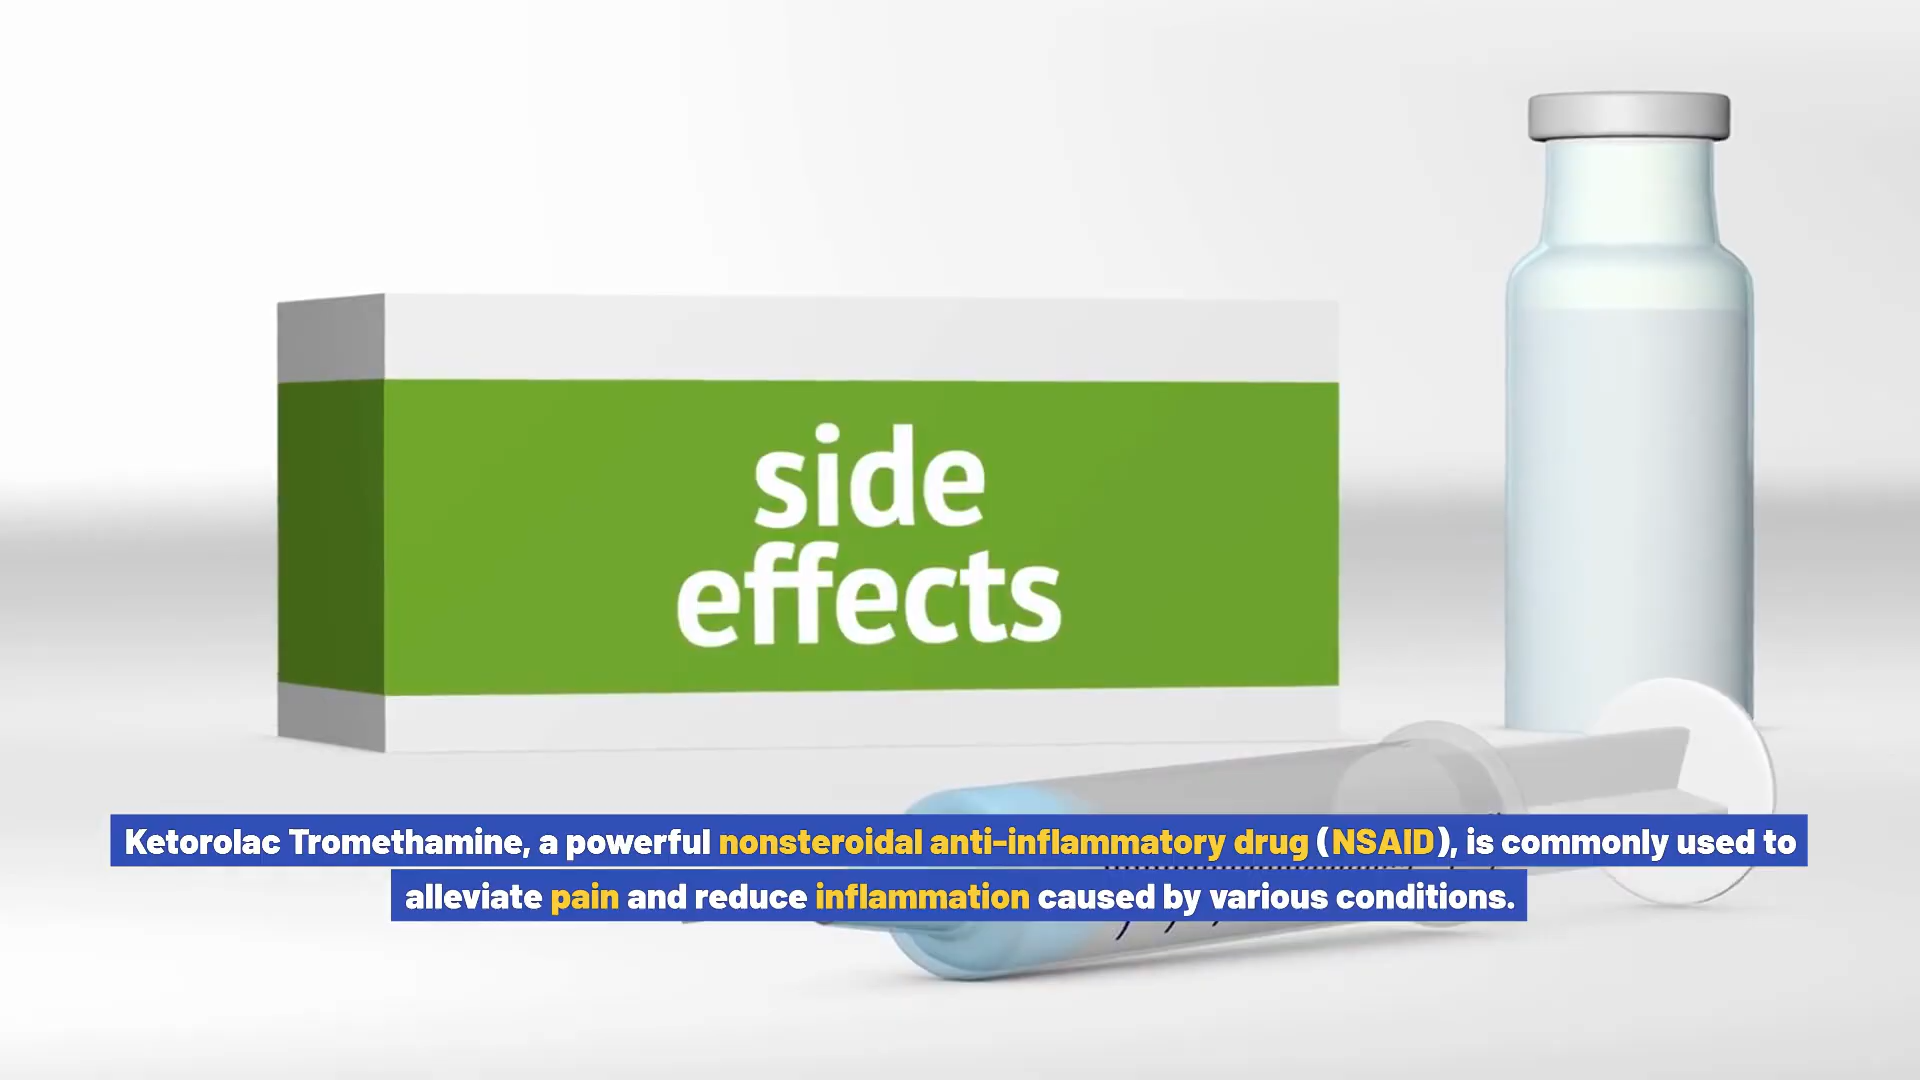 side
effects
Ketorolac Tromethamine, a powerful nonsteroidal anti-inflammatory drug (NSAID), is commonly used to
alleviate pain and reduce inflammation caused by various conditions.